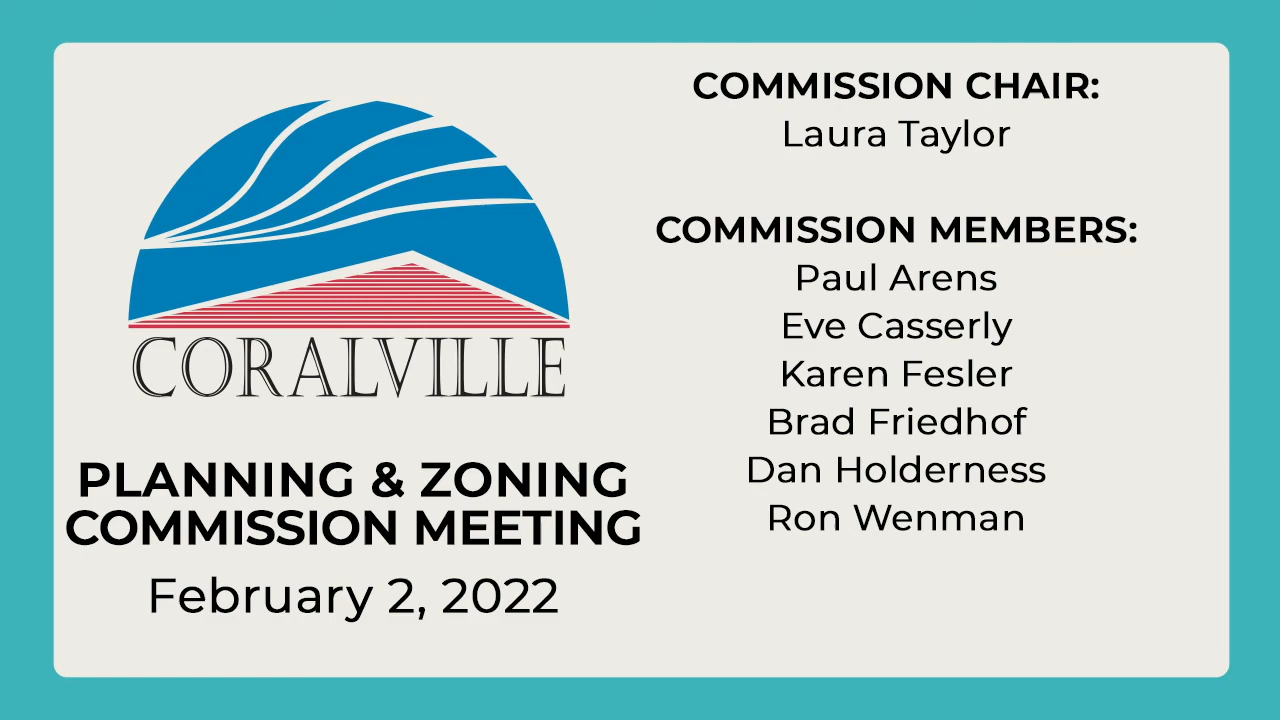 CORALVILLE
PLANNING & ZONING
COMMISSION MEETING
February 2, 2022
COMMISSION CHAIR:
Laura Taylor
COMMISSION MEMBERS:
Paul Arens
Eve Casserly
Karen Fesler
Brad Friedhof
Dan Holderness
Ron Wenman